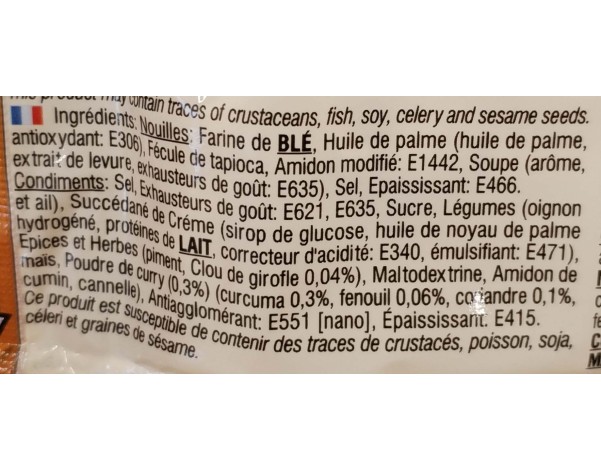 This product may contain traces of crustaceans, fish, soy, celery and sesame seeds.
Ingrédients: Nouilles: Farine de BLÉ, Huile de palme (huile de palme,
antioxydant: E306), Fécule de tapioca, Amidon modifié: E1442, Soupe (arôme,
extrait de levure, exhausteurs de goût: E635), Sel, Epaississant: E466.
Condiments: Sel, Exhausteurs de goût: E621, E635, Sucre, Légumes (oignon
et ail), Succédané de Créme (sirop de glucose, huile de noyau de palme
hydrogéné, protéines de LAIT, correcteur d'acidité: E340, émulsifiant: E471),
Epices et Herbes (piment, Clou de girofle 0,04%), Maltodextrine, Amidon de
maïs, Poudre de curry (0,3%) (curcuma 0,3%, fenouil 0,06%, coriandre 0,1%,
cumin, cannelle), Antiagglomérant: E551 [nano], Épaississant: E415.
Ce produit est susceptible de contenir des traces de crustacés, poisson, soja,
céleri et graines de sésame.